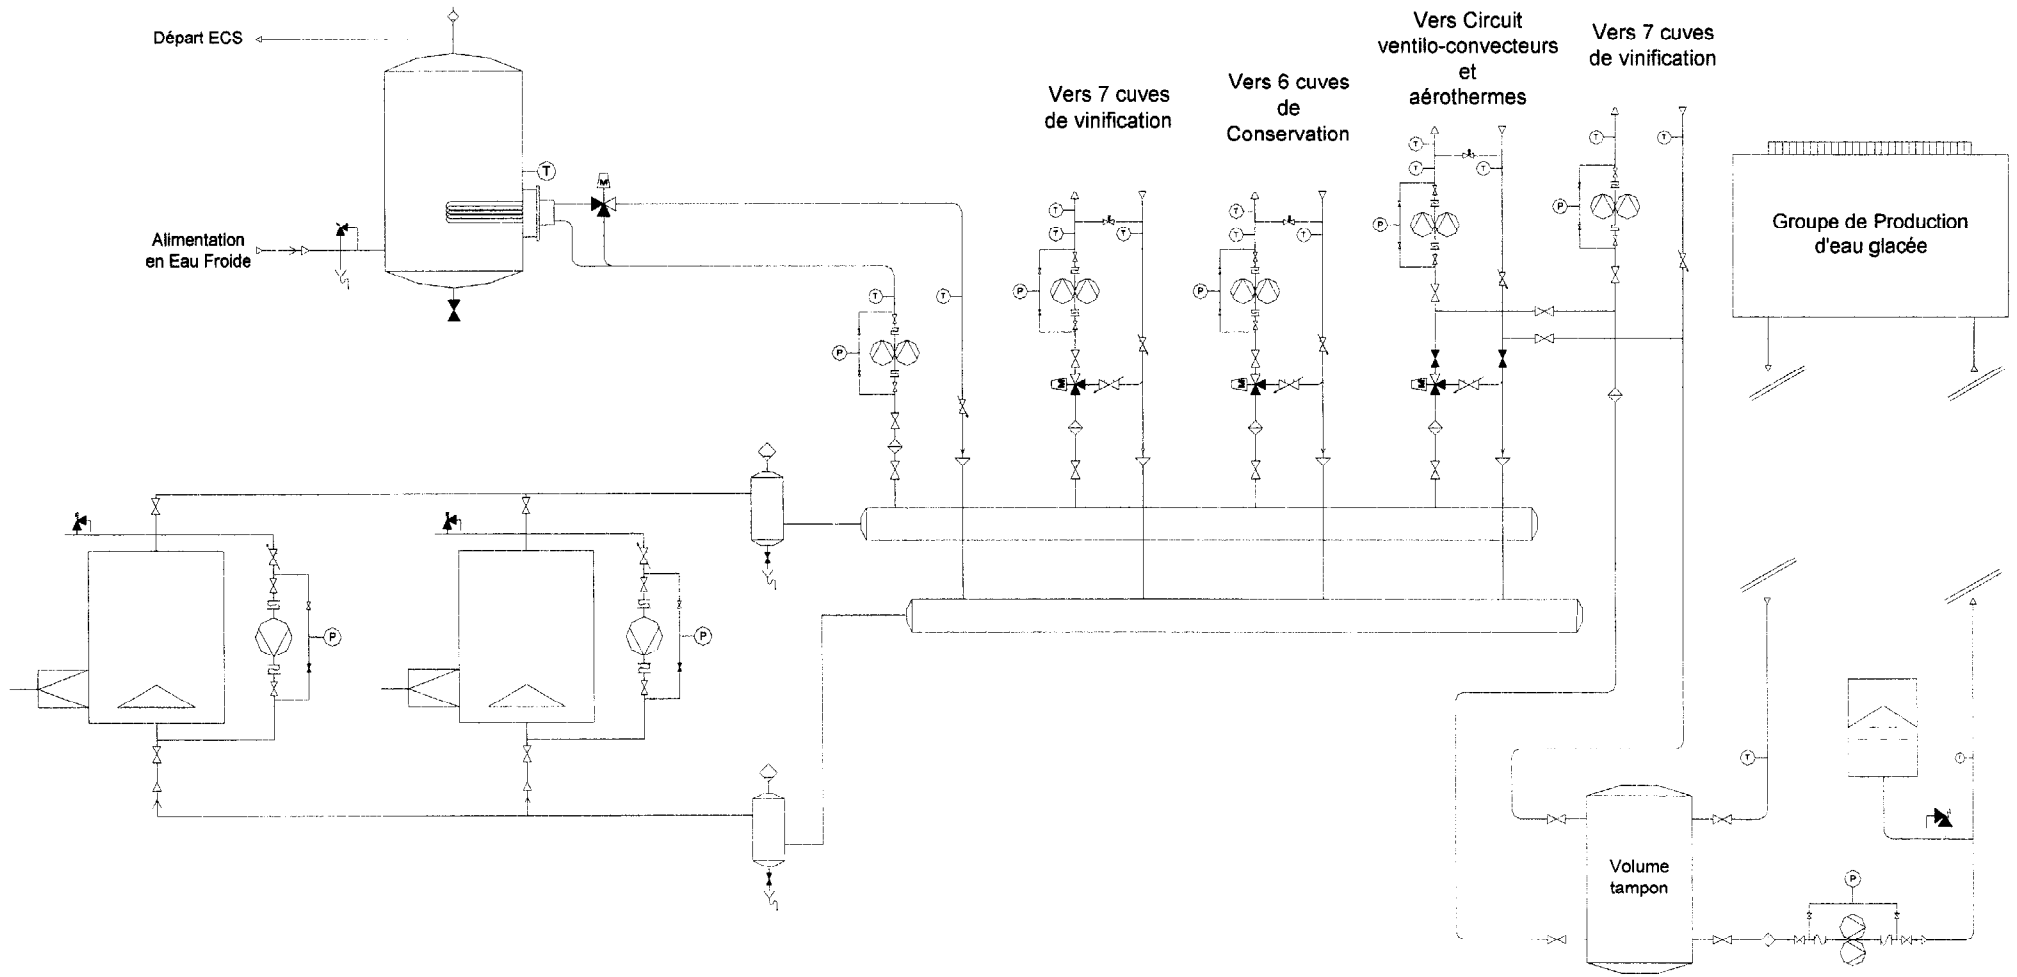 Départ ECS
Alimentation
en Eau Froide
T
M
T
T
P
Vers 7 cuves
de vinification
T
T
T
P
M
Vers 6 cuves
de
Conservation
T
T
T
P
M
Vers Circuit
ventilo-convecteurs
et
aérothermes
T
T
T
P
M
Vers 7 cuves
de vinification
T
T
P
Groupe de Production
d'eau glacée
P
P
T
T
Volume
tampon
P